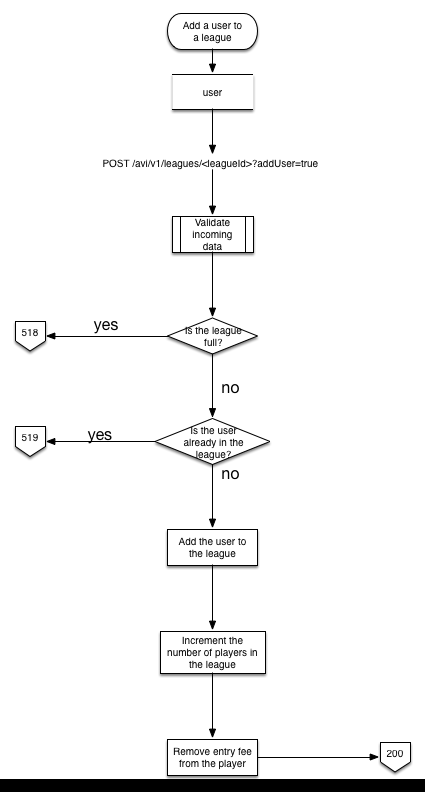 Add a user to
a league
user
POST /avi/v1/leagues/<leagueId>?addUser=true
Validate
incoming
data
518
yes
Is the league
full?
no
519
yes
Is the user
already in the
league?
no
Add the user to
the league
Increment the
number of players in
the league
Remove entry fee
from the player
200